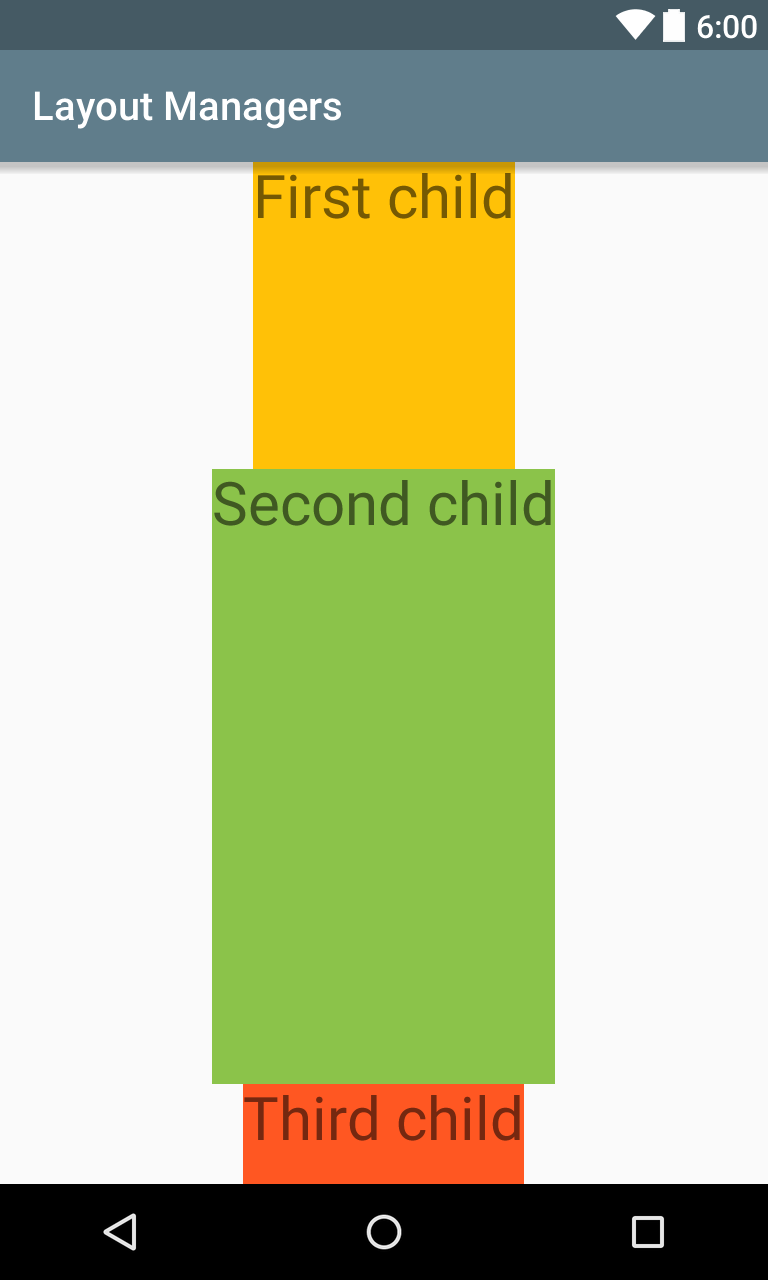 6:00
Layout Managers
First child
Second child
Third child